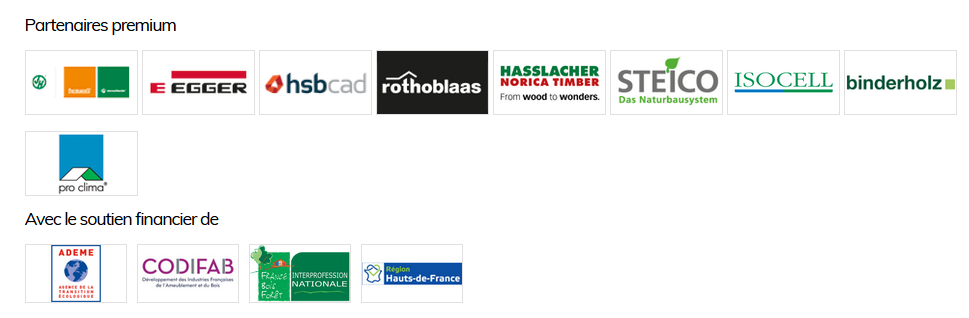 Partenaires premium
E EGGER
hsbcad
rothoblaas
HASSLACHER
NORICA TIMBER
From wood to wonders.
STEICO
Das Naturbausystem
ISOCELL
binderholz
pro clima®
Avec le soutien financier de
ADEME
AGENCE DE LA
TRANSITION
ÉCOLOGIQUE
CODIFAB
Développement des Industries Françaises
de l'Ameublement et du Bois
FRANCE
BOIS
FORÊT
INTERPROFESSION
NATIONALE
Région
Hauts-de-France